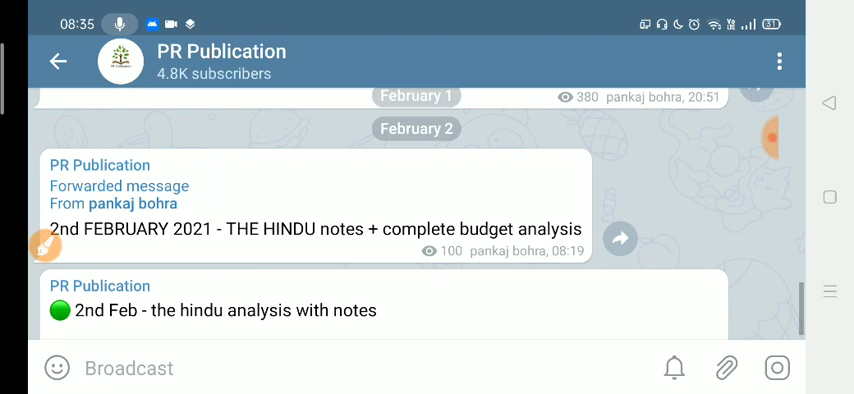 08:35
31
PR Publication
4.8K subscribers
February 1
380 pankaj bohra, 20:51
February 2
PR Publication
Forwarded message
From pankaj bohra
2nd FEBRUARY 2021 - THE HINDU notes + complete budget analysis
100 pankaj bohra, 08:19
PR Publication
2nd Feb - the hindu analysis with notes
Broadcast